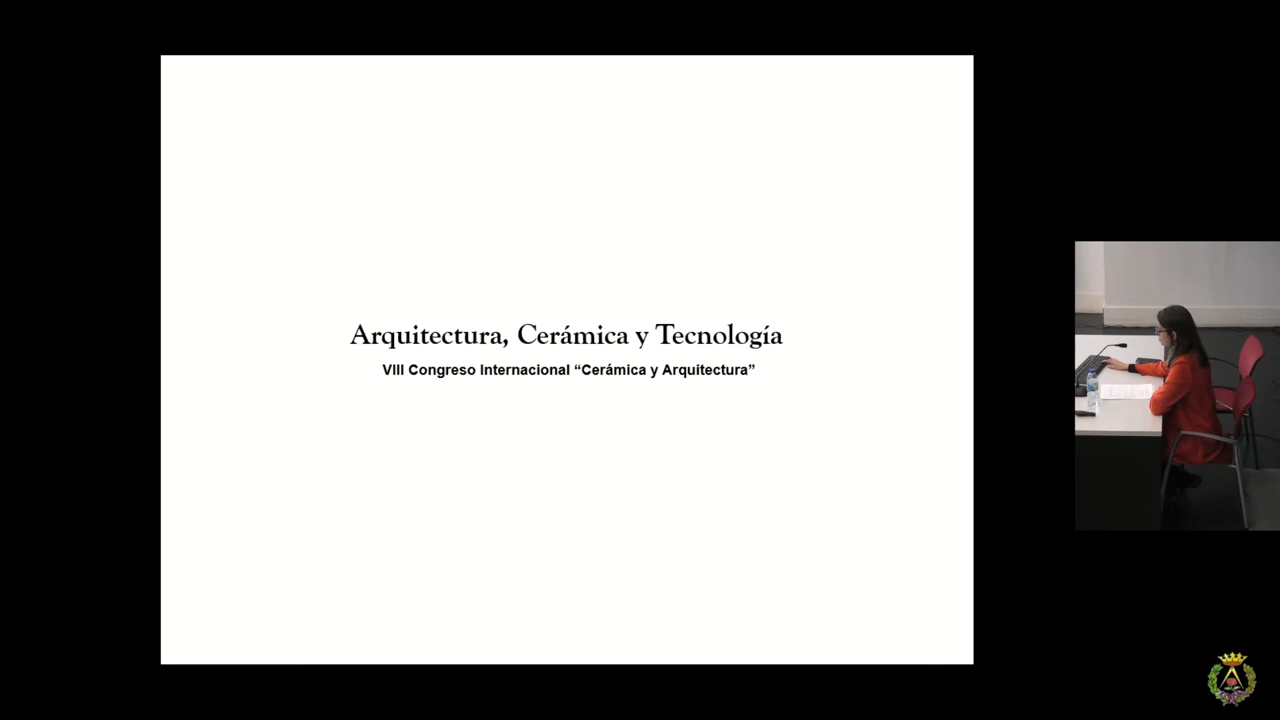 Arquitectura, Cerámica y Tecnología
VIII Congreso Internacional “Cerámica y Arquitectura”